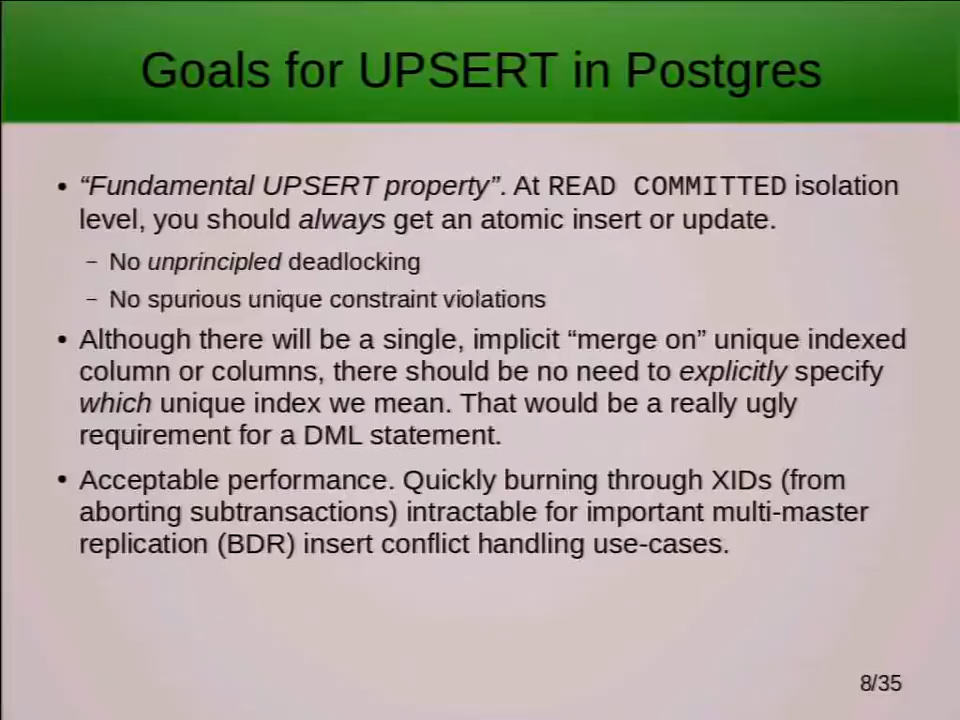 Goals for UPSERT in Postgres
• “Fundamental UPSERT property”. At READ COMMITTED isolation
level, you should always get an atomic insert or update.
– No unprincipled deadlocking
– No spurious unique constraint violations
• Although there will be a single, implicit “merge on” unique indexed
column or columns, there should be no need to explicitly specify
which unique index we mean. That would be a really ugly
requirement for a DML statement.
• Acceptable performance. Quickly burning through XIDs (from
aborting subtransactions) intractable for important multi-master
replication (BDR) insert conflict handling use-cases.
8/35